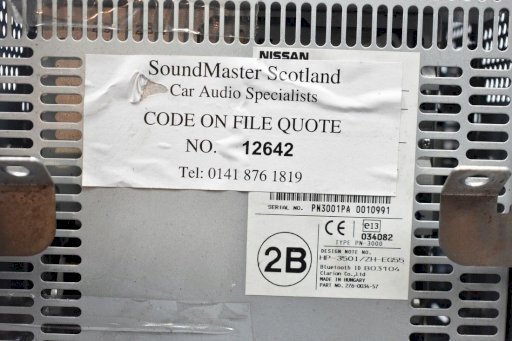 NISSAN
SoundMaster Scotland
Car Audio Specialists
CODE ON FILE QUOTE
NO. 12642
Tel: 0141 876 1819
SERIAL NO. PN3001PA 0010991
CE e13
034082
TYPE PN-3000
2B
DESIGN NOTE NO.
HP-3501/ZH-EG55
Bluetooth ID B03104
Clarion Co.,Ltd
MADE IN HUNGARY
PART NO. 276-0034-57